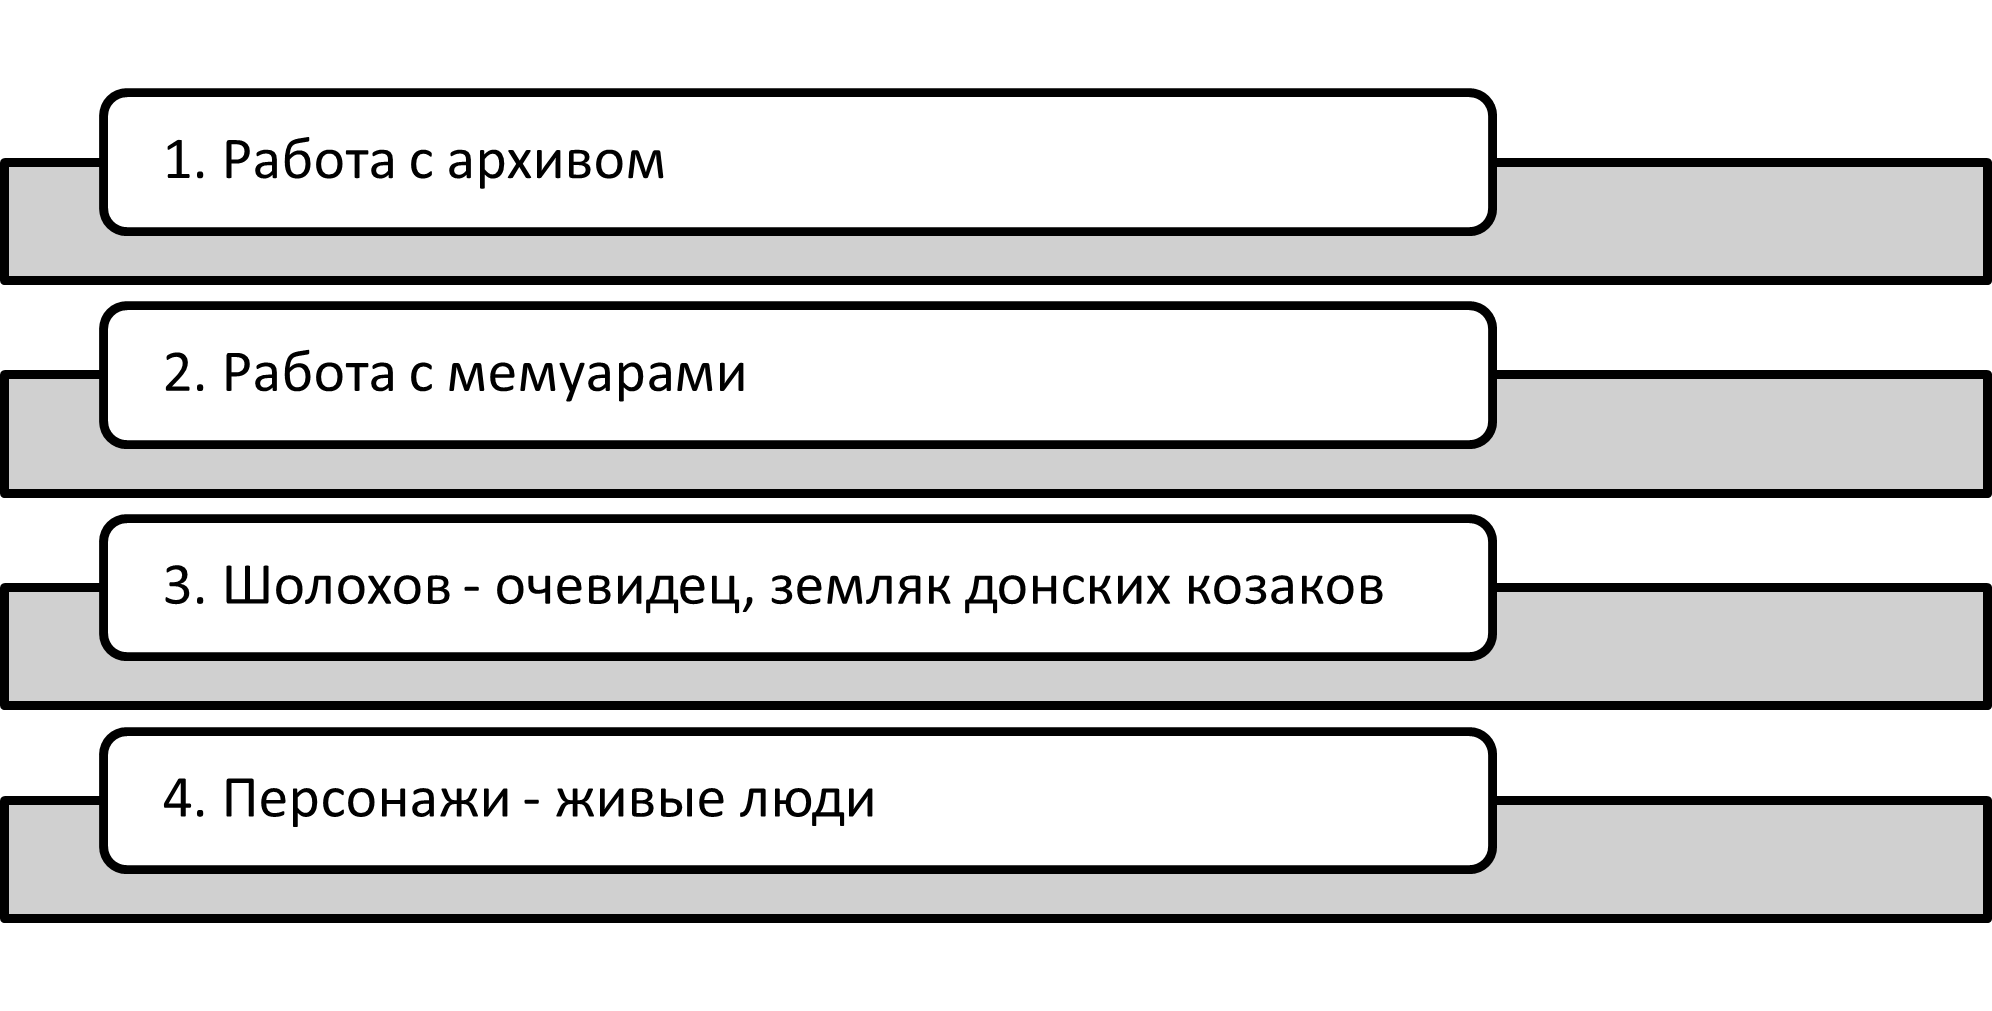 1. Работа с архивом
2. Работа с мемуарами
3. Шолохов - очевидец, земляк донских козаков
4. Персонажи - живые люди